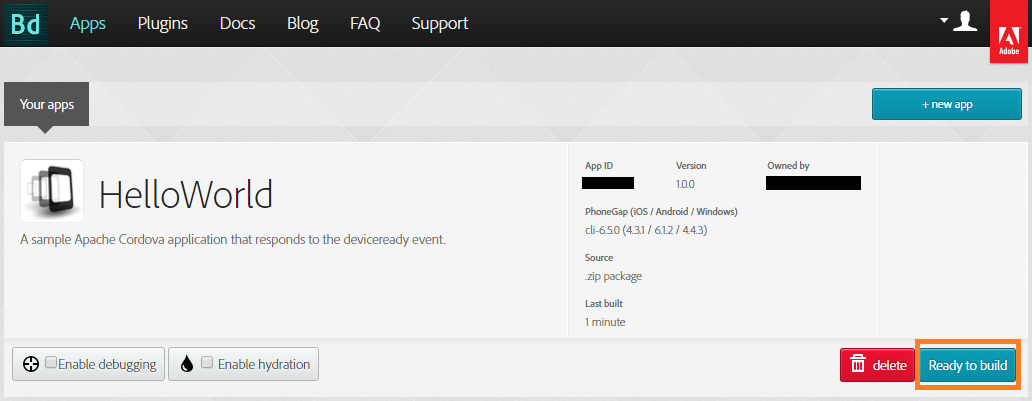 Bd Apps Plugins Docs Blog FAQ Support
Adobe
Your apps
+ new app
HelloWorld
A sample Apache Cordova application that responds to the deviceready event.
App ID Version Owned by
1.0.0
PhoneGap (iOS / Android / Windows)
cli-6.5.0 (4.3.1 / 6.1.2 / 4.4.3)
Source
.zip package
Last built
1 minute
Enable debugging Enable hydration delete Ready to build